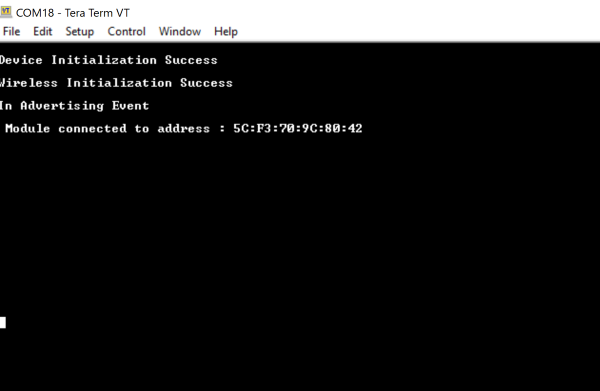 COM18 - Tera Term VT
File Edit Setup Control Window Help
Device Initialization Success
Wireless Initialization Success
In Advertising Event
Module connected to address : 5C:F3:70:9C:80:42